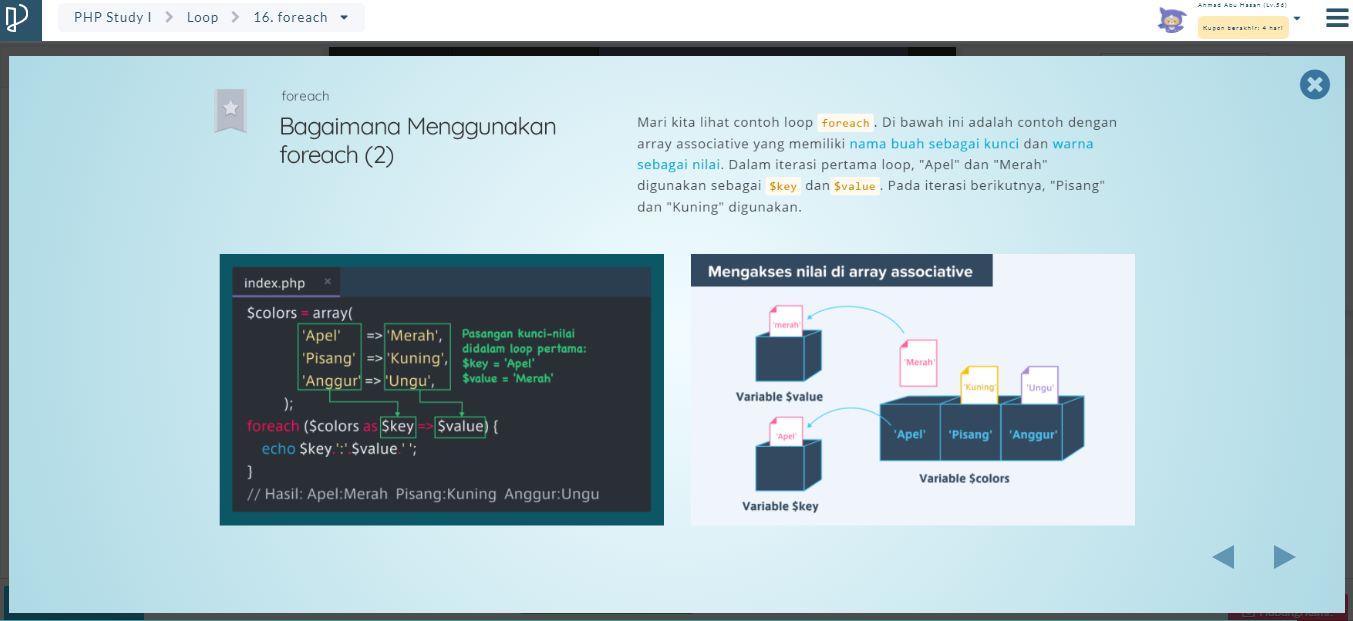 PHP Study I Loop 16. foreach
Ahmad Abu Hasan (Lv.56)
Kupon berakhir: 4 hari
foreach
Bagaimana Menggunakan
foreach (2)
Mari kita lihat contoh loop foreach. Di bawah ini adalah contoh dengan
array associative yang memiliki nama buah sebagai kunci dan warna
sebagai nilai. Dalam iterasi pertama loop, "Apel" dan "Merah"
digunakan sebagai $key dan $value. Pada iterasi berikutnya, "Pisang"
dan "Kuning" digunakan.
index.php ×
$colors = array(
'Apel' => 'Merah',
'Pisang' => 'Kuning',
'Anggur' => 'Ungu',
);
Pasangan kunci-nilai
didalam loop pertama:
$key = 'Apel'
$value = 'Merah'
foreach ($colors as $key => $value) {
echo $key.':'.$value.' ';
}
// Hasil: Apel:Merah Pisang:Kuning Anggur:Ungu
Mengakses nilai di array associative
'merah'
Variable $value
'Merah'
'Kuning'
'Ungu'
'Apel'
Variable $key
'Apel' 'Pisang' 'Anggur'
Variable $colors